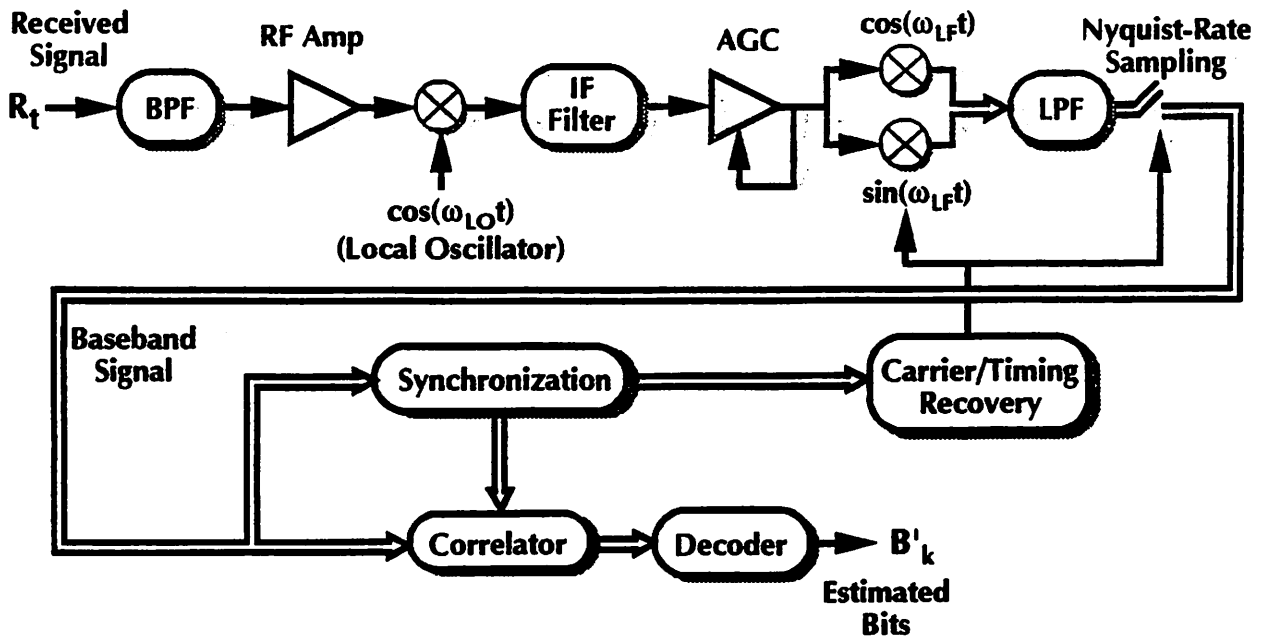 Received
Signal
R_t
BPF
RF Amp
cos(ω_LO t)
(Local Oscillator)
IF
Filter
AGC
cos(ω_LF t)
sin(ω_LF t)
LPF
Nyquist-Rate
Sampling
Baseband
Signal
Synchronization
Carrier/Timing
Recovery
Correlator
Decoder
B'_k
Estimated
Bits